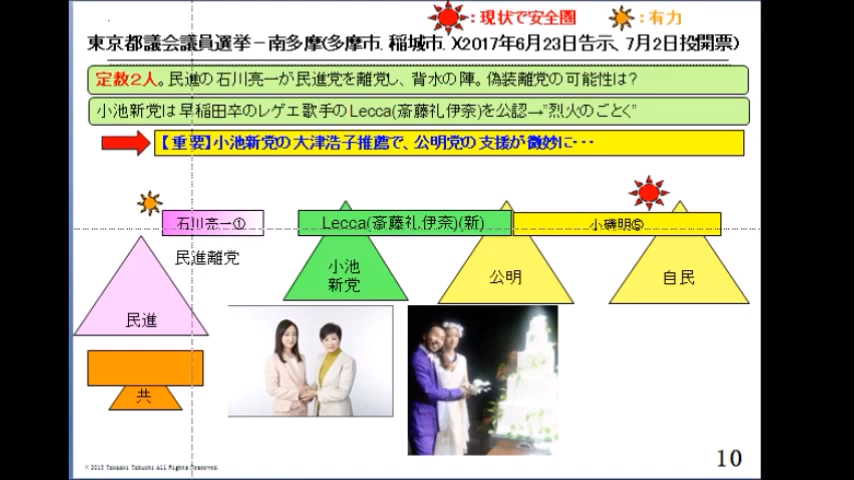 ：現状で安全圏
：有力
東京都議会議員選挙－南多摩(多摩市．稲城市．X2017年6月23日告示、7月2日投開票)
定数２人。民進の石川亮一が民進党を離党し、背水の陣。偽装離党の可能性は？
小池新党は早稲田卒のレゲエ歌手のLecca(斎藤礼伊奈)を公認→”烈火のごとく”
【重要】小池新党の大津浩子推薦で、公明党の支援が微妙に・・・
石川亮一①
Lecca(斎藤礼伊奈)(新)
小磯明⑤
民進離党
小池
新党
公明
自民
民進
共
© 2013 Takaaki Tabuchi All Rights Reserved.
10